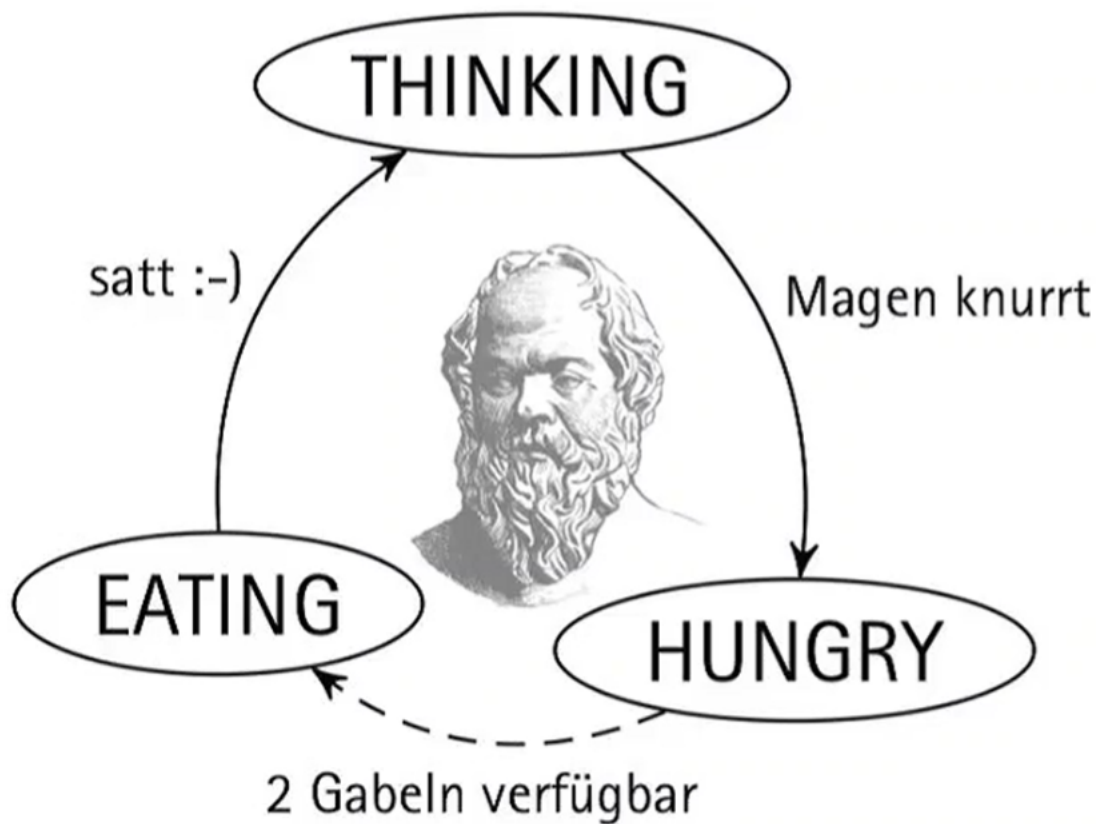 THINKING
satt :-)
Magen knurrt
EATING
HUNGRY
2 Gabeln verfügbar